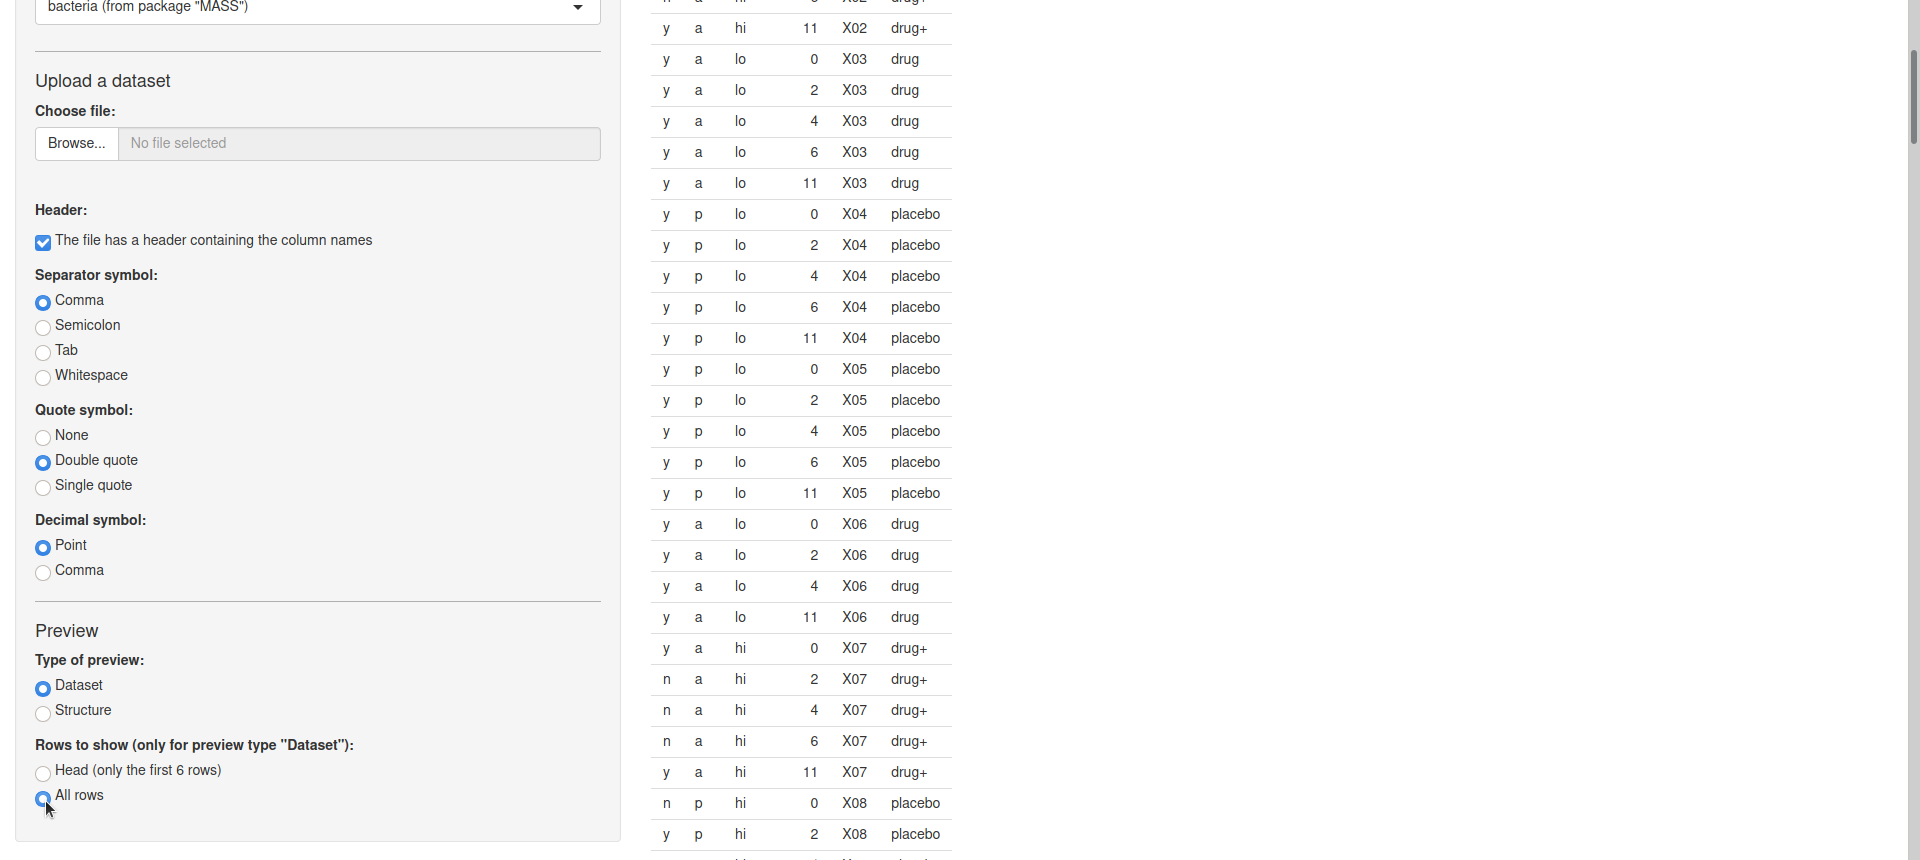 bacteria (from package "MASS")
Upload a dataset
Choose file:
Browse... No file selected
Header:
The file has a header containing the column names
Separator symbol:
Comma
Semicolon
Tab
Whitespace
Quote symbol:
None
Double quote
Single quote
Decimal symbol:
Point
Comma
Preview
Type of preview:
Dataset
Structure
Rows to show (only for preview type "Dataset"):
Head (only the first 6 rows)
All rows
y a hi 11 X02 drug+
y a lo 0 X03 drug
y a lo 2 X03 drug
y a lo 4 X03 drug
y a lo 6 X03 drug
y a lo 11 X03 drug
y p lo 0 X04 placebo
y p lo 2 X04 placebo
y p lo 4 X04 placebo
y p lo 6 X04 placebo
y p lo 11 X04 placebo
y p lo 0 X05 placebo
y p lo 2 X05 placebo
y p lo 4 X05 placebo
y p lo 6 X05 placebo
y p lo 11 X05 placebo
y a lo 0 X06 drug
y a lo 2 X06 drug
y a lo 4 X06 drug
y a lo 11 X06 drug
y a hi 0 X07 drug+
n a hi 2 X07 drug+
n a hi 4 X07 drug+
n a hi 6 X07 drug+
y a hi 11 X07 drug+
n p hi 0 X08 placebo
y p hi 2 X08 placebo